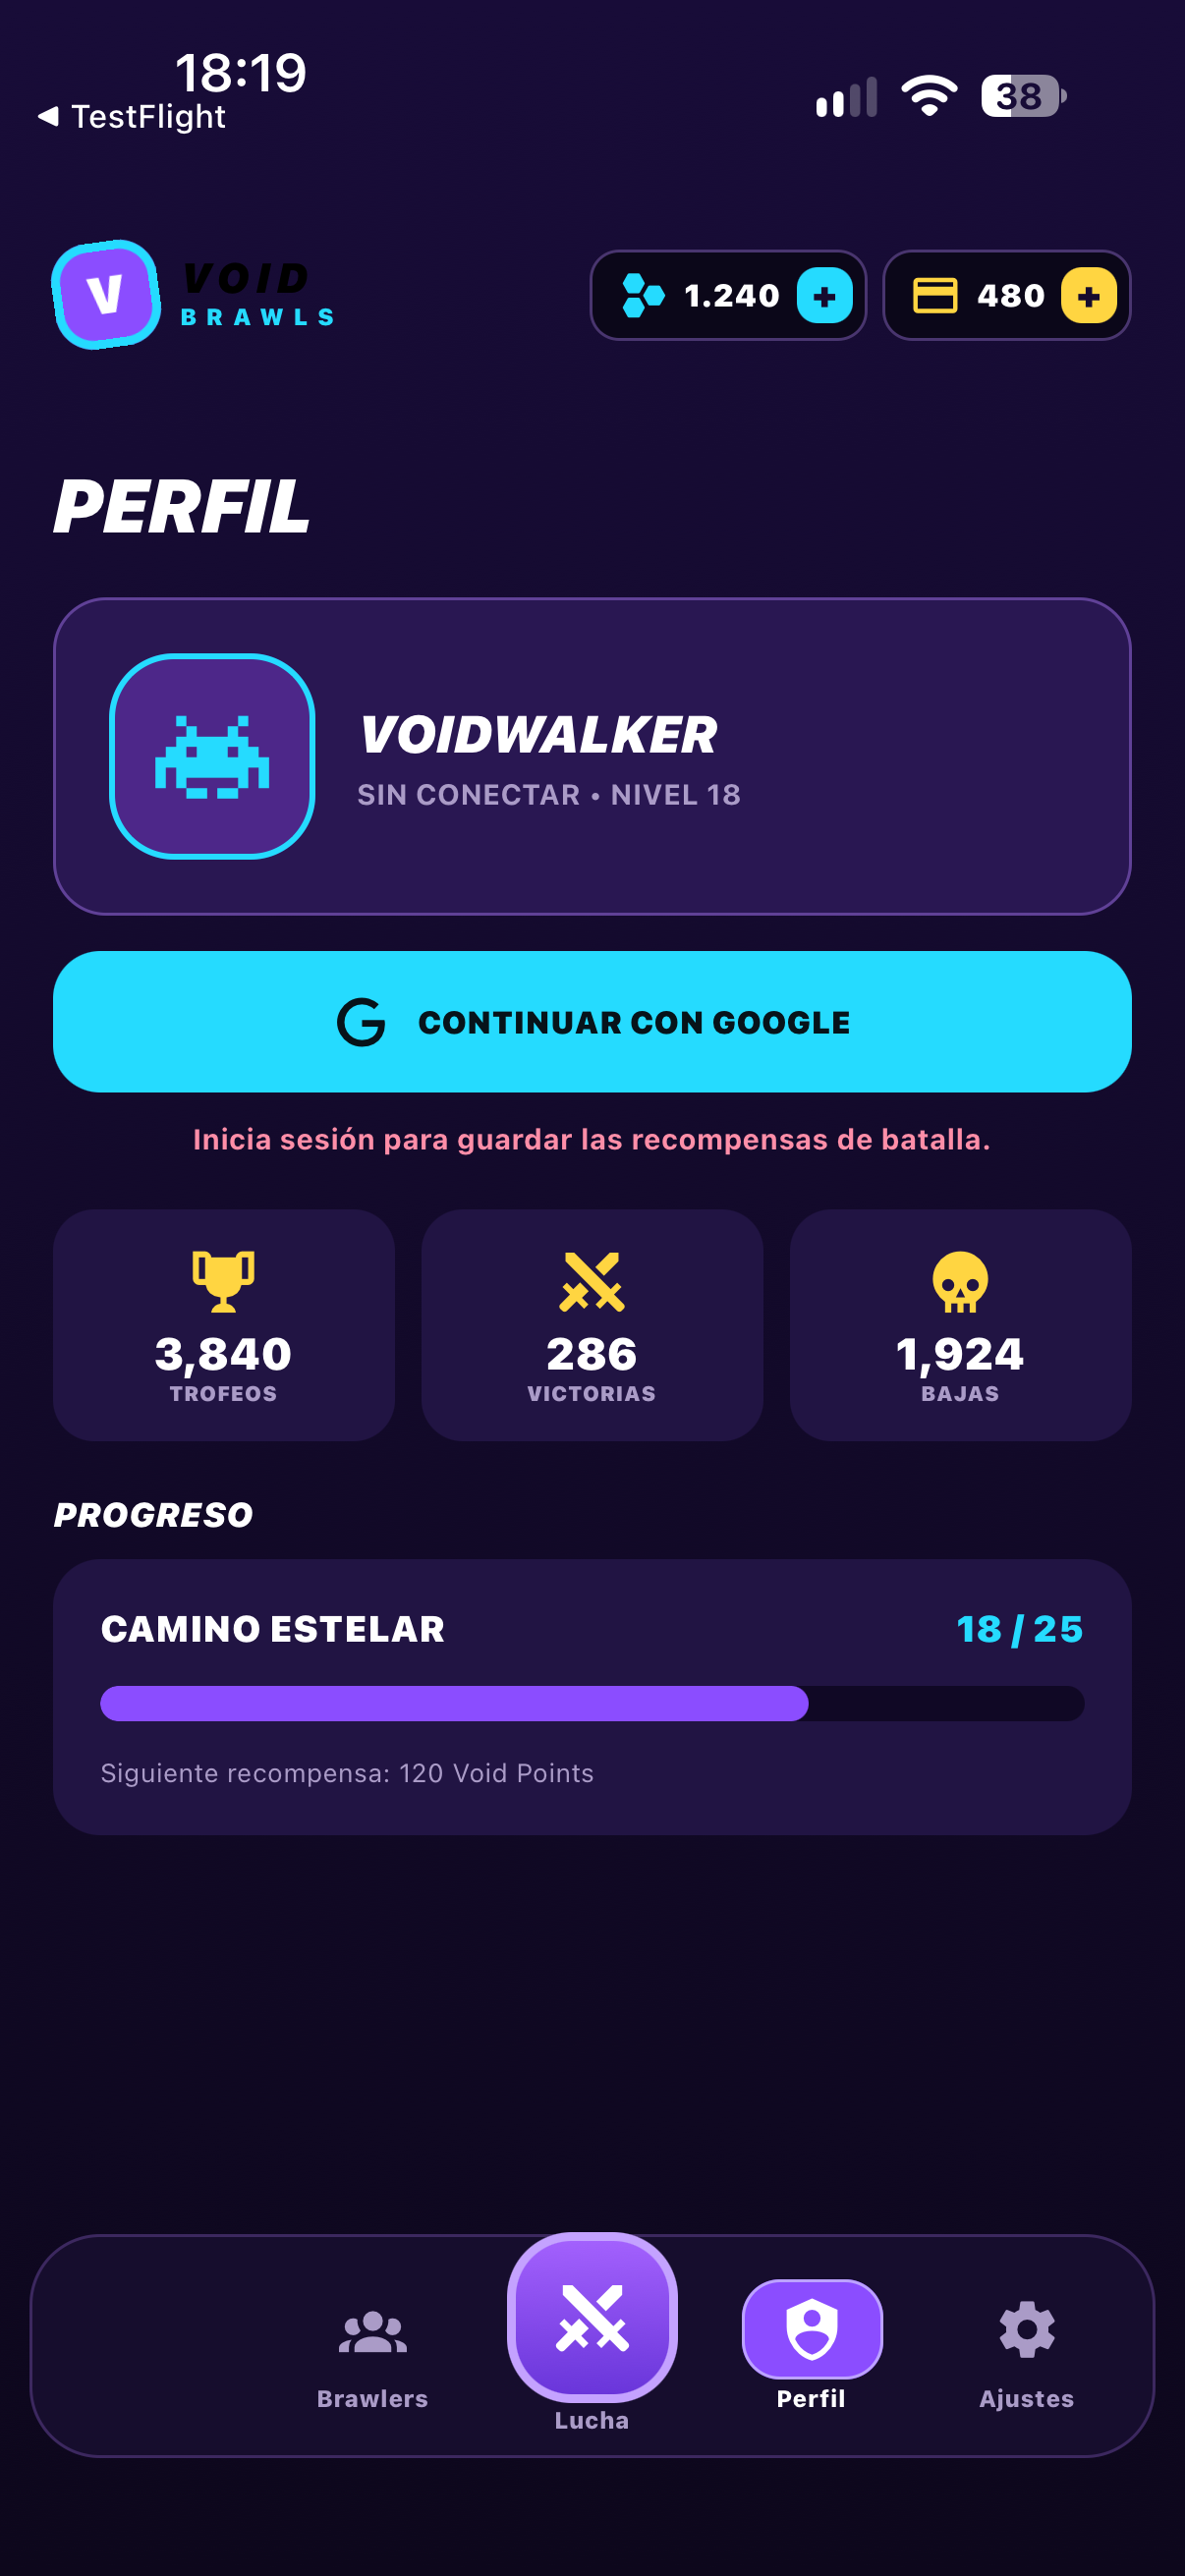 18:19
38
◀ TestFlight
V
VOID
BRAWLS
1.240 +
480 +
PERFIL
VOIDWALKER
SIN CONECTAR • NIVEL 18
G CONTINUAR CON GOOGLE
Inicia sesión para guardar las recompensas de batalla.
3,840
TROFEOS
286
VICTORIAS
1,924
BAJAS
PROGRESO
CAMINO ESTELAR
18 / 25
Siguiente recompensa: 120 Void Points
Brawlers
Lucha
Perfil
Ajustes